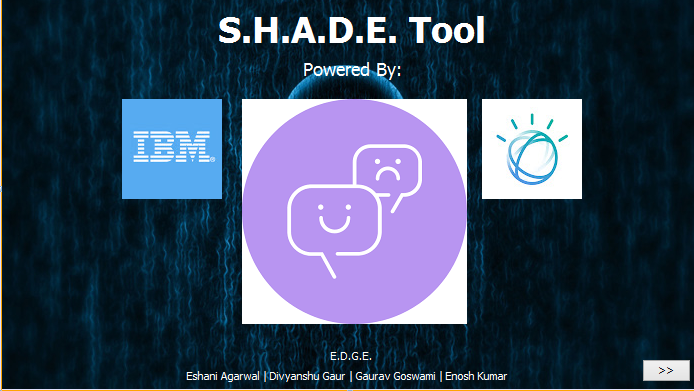 S.H.A.D.E. Tool
Powered By:
IBM®
E.D.G.E.
Eshani Agarwal | Divyanshu Gaur | Gaurav Goswami | Enosh Kumar
>>